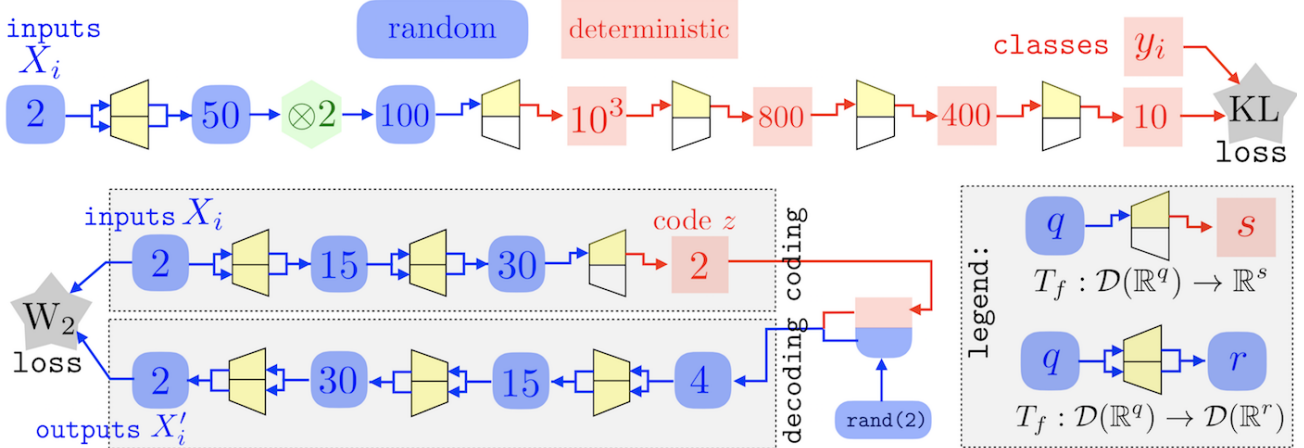 inputs
X_i
random
deterministic
classes y_i
2
50
⊗2
100
10^3
800
400
10
KL
loss
inputs X_i
code z
2
15
30
2
coding
W_2
loss
decoding
2
30
15
4
outputs X'_i
rand(2)
legend:
q
s
T_f : 𝒟(ℝ^q) → ℝ^s
q
r
T_f : 𝒟(ℝ^q) → 𝒟(ℝ^r)